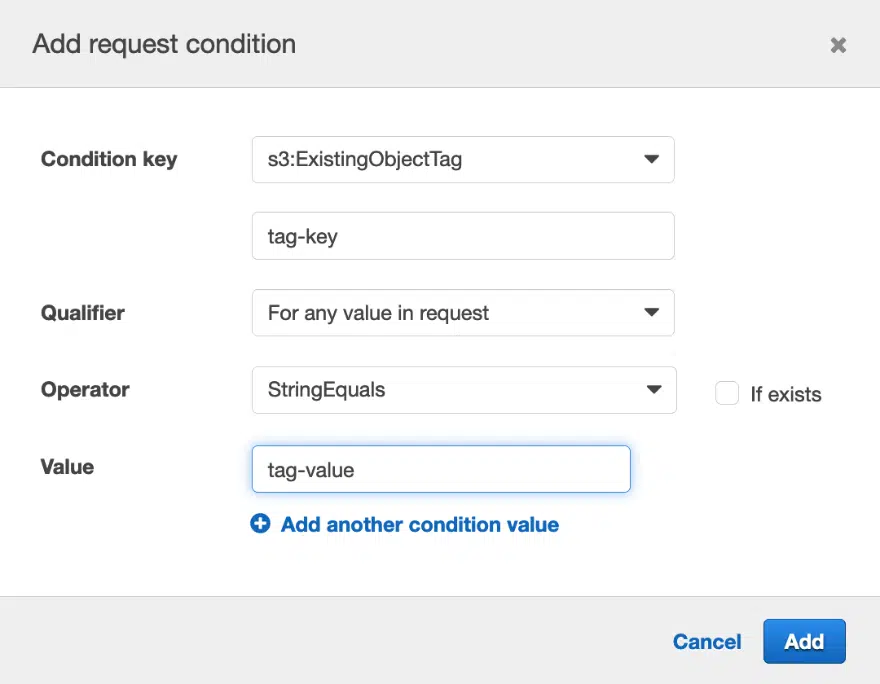 Add request condition
Condition key
s3:ExistingObjectTag
tag-key
Qualifier
For any value in request
Operator
StringEquals
If exists
Value
tag-value
Add another condition value
Cancel
Add